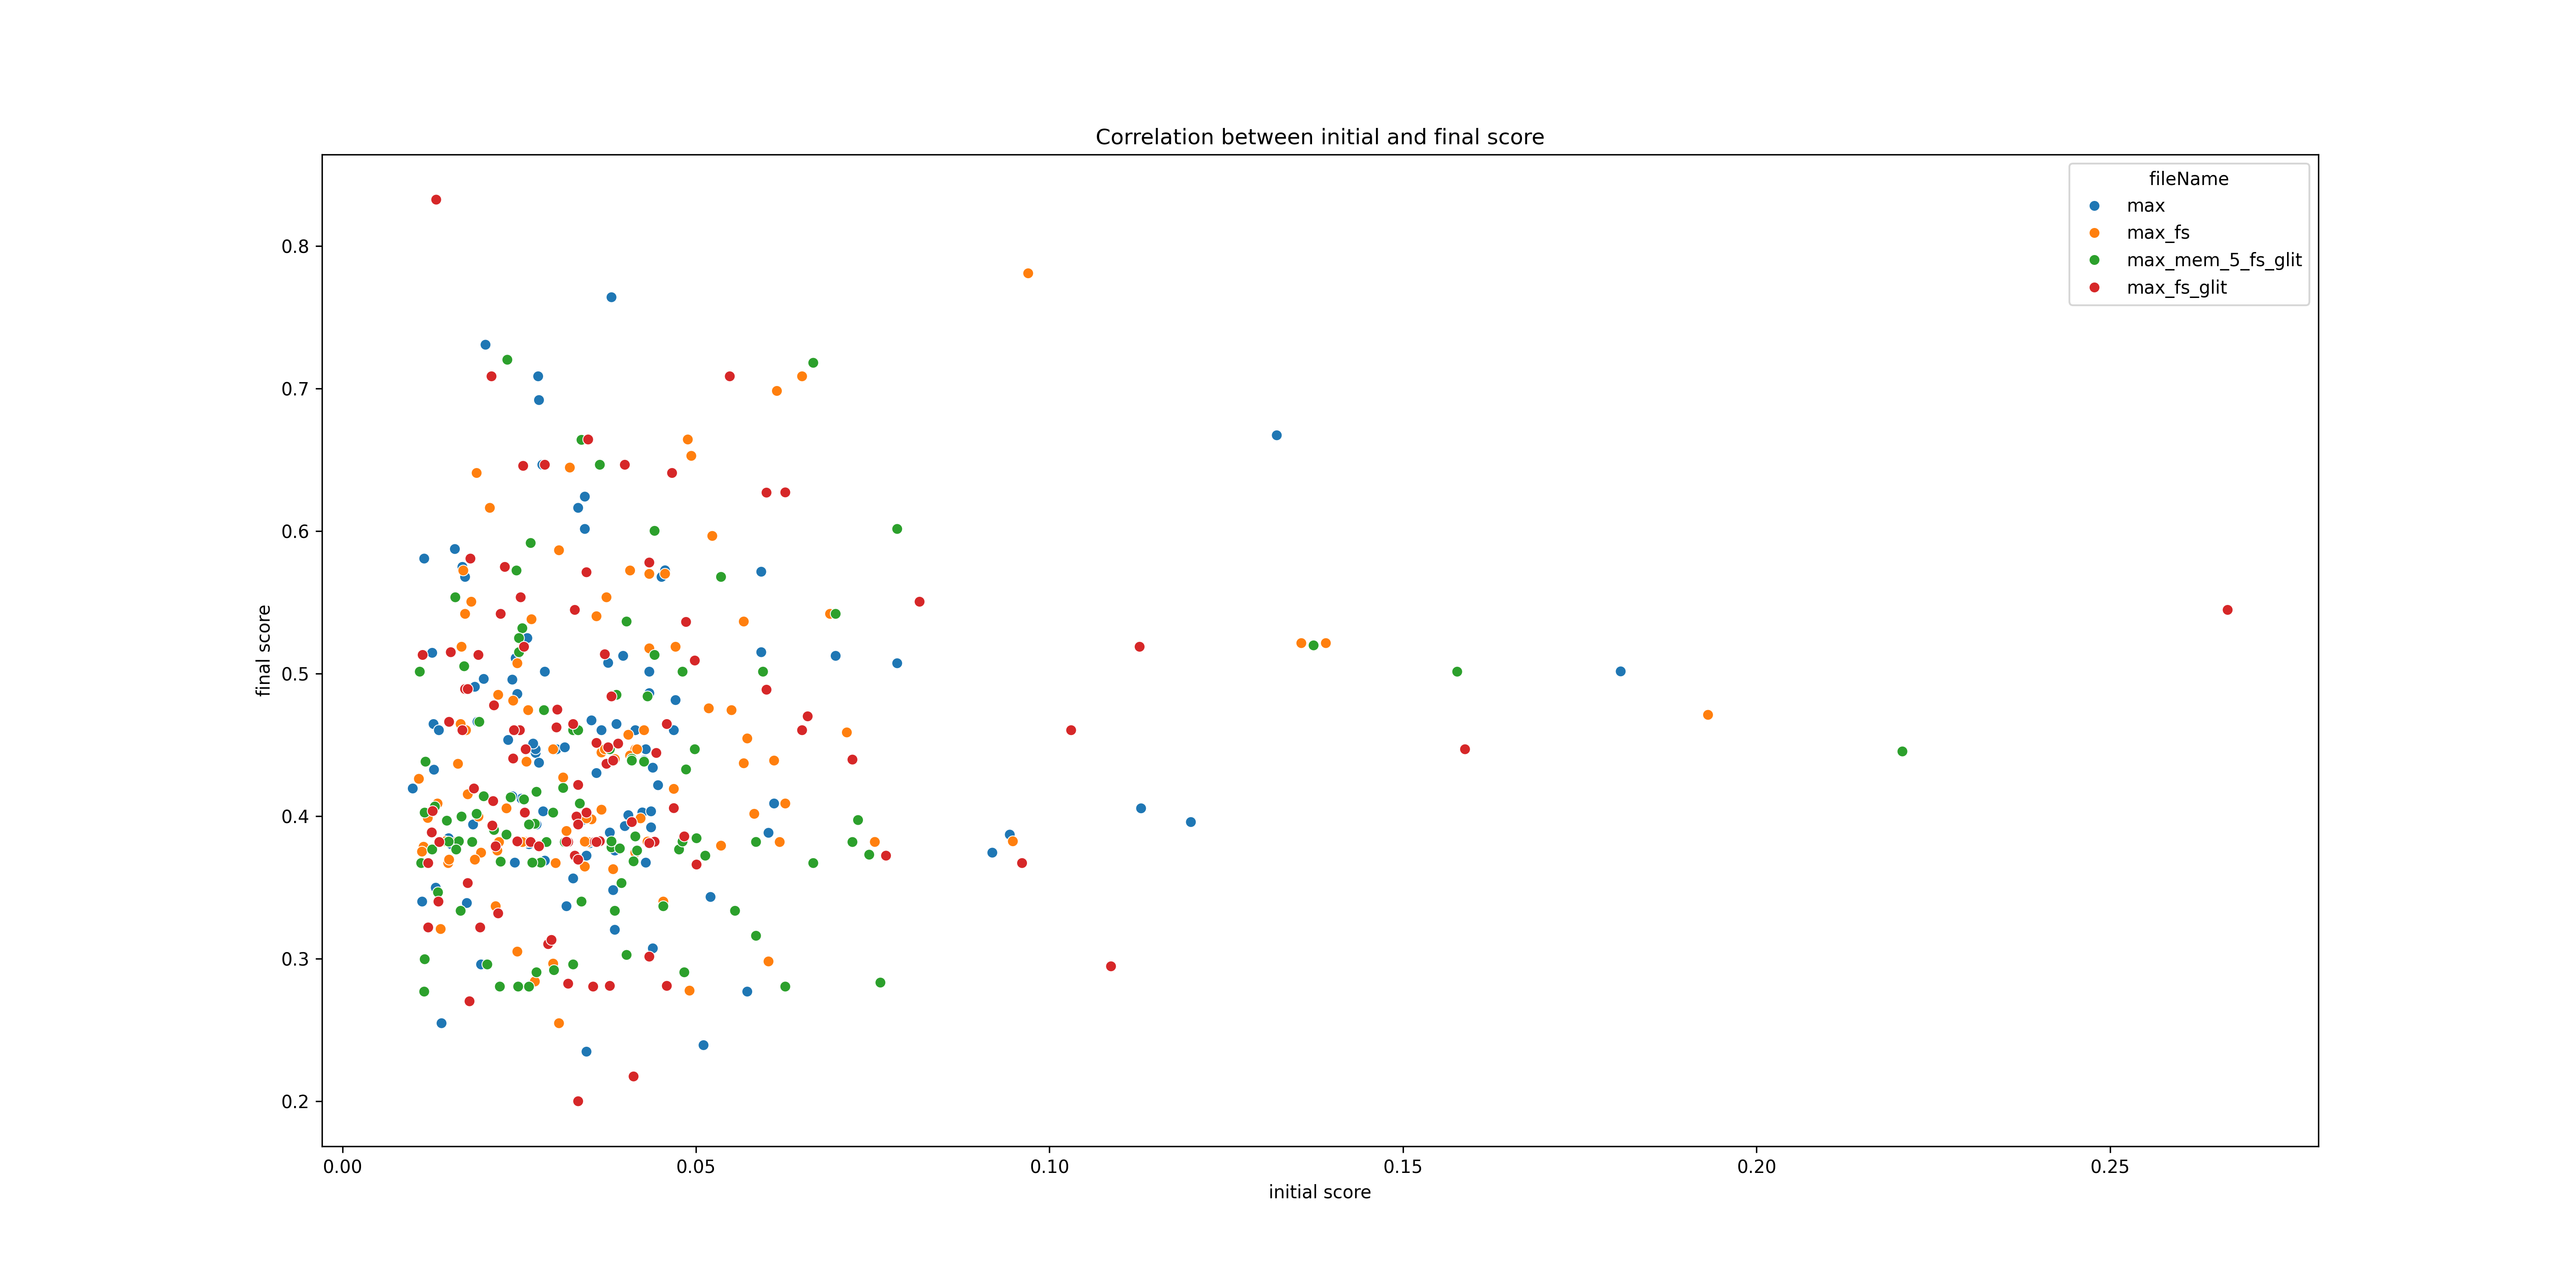 Correlation between initial and final score
fileName
max
max_fs
max_mem_5_fs_glit
max_fs_glit
0.8
0.7
0.6
0.5
0.4
0.3
0.2
final score
0.00
0.05
0.10
0.15
0.20
0.25
initial score